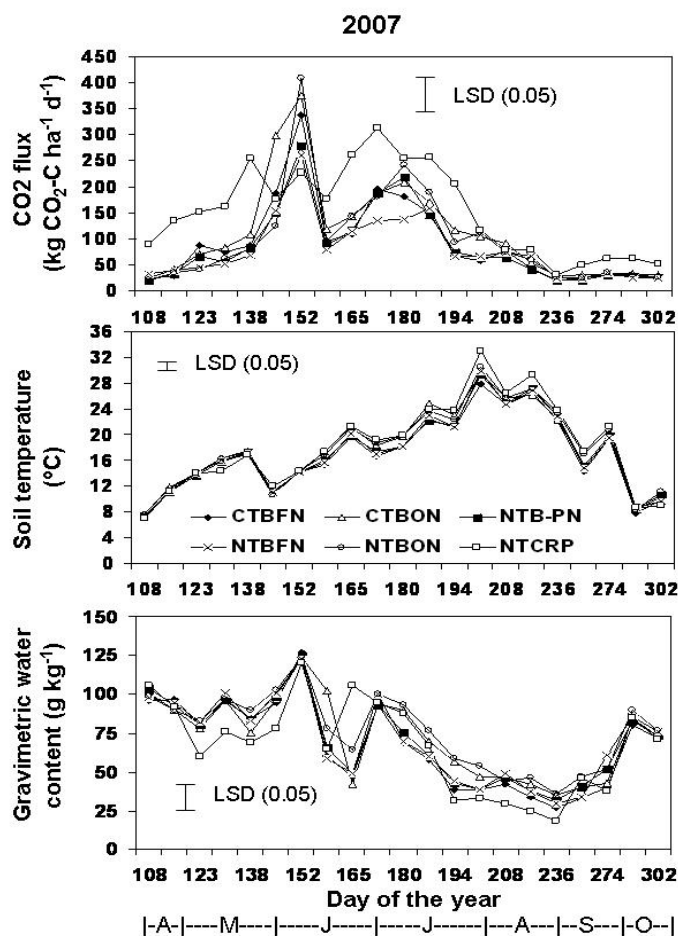 2007
CO2 flux
(kg CO₂-C ha⁻¹ d⁻¹)
450
400
350
300
250
200
150
100
50
0
LSD (0.05)
108 123 138 152 165 180 194 208 236 274 302
Soil temperature
(ºC)
36
32
28
24
20
16
12
8
4
0
LSD (0.05)
CTBFN CTBON NTB-PN
NTBFN NTBON NTCRP
108 123 138 152 165 180 194 208 236 274 302
Gravimetric water
content (g kg⁻¹)
150
125
100
75
50
25
0
LSD (0.05)
108 123 138 152 165 180 194 208 236 274 302
Day of the year
|-A-|-----M-----|-----J-----|-----J-----|----A----|--S--|-O--|